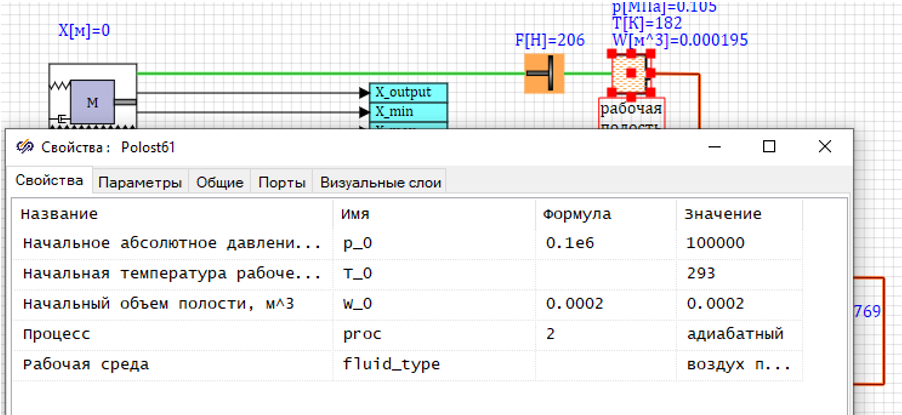 p[МПа]=0.105
X[м]=0
T[К]=182
F[Н]=206
W[м^3]=0.000195
M
X_output
X_min
рабочая
полость
Свойства : Polost61
Свойства Параметры Общие Порты Визуальные слои
Название Имя Формула Значение
Начальное абсолютное давлени... p_0 0.1e6 100000
Начальная температура рабоче... T_0 293
Начальный объем полости, м^3 W_0 0.0002 0.0002
769
Процесс proc 2 адиабатный
Рабочая среда fluid_type воздух п...